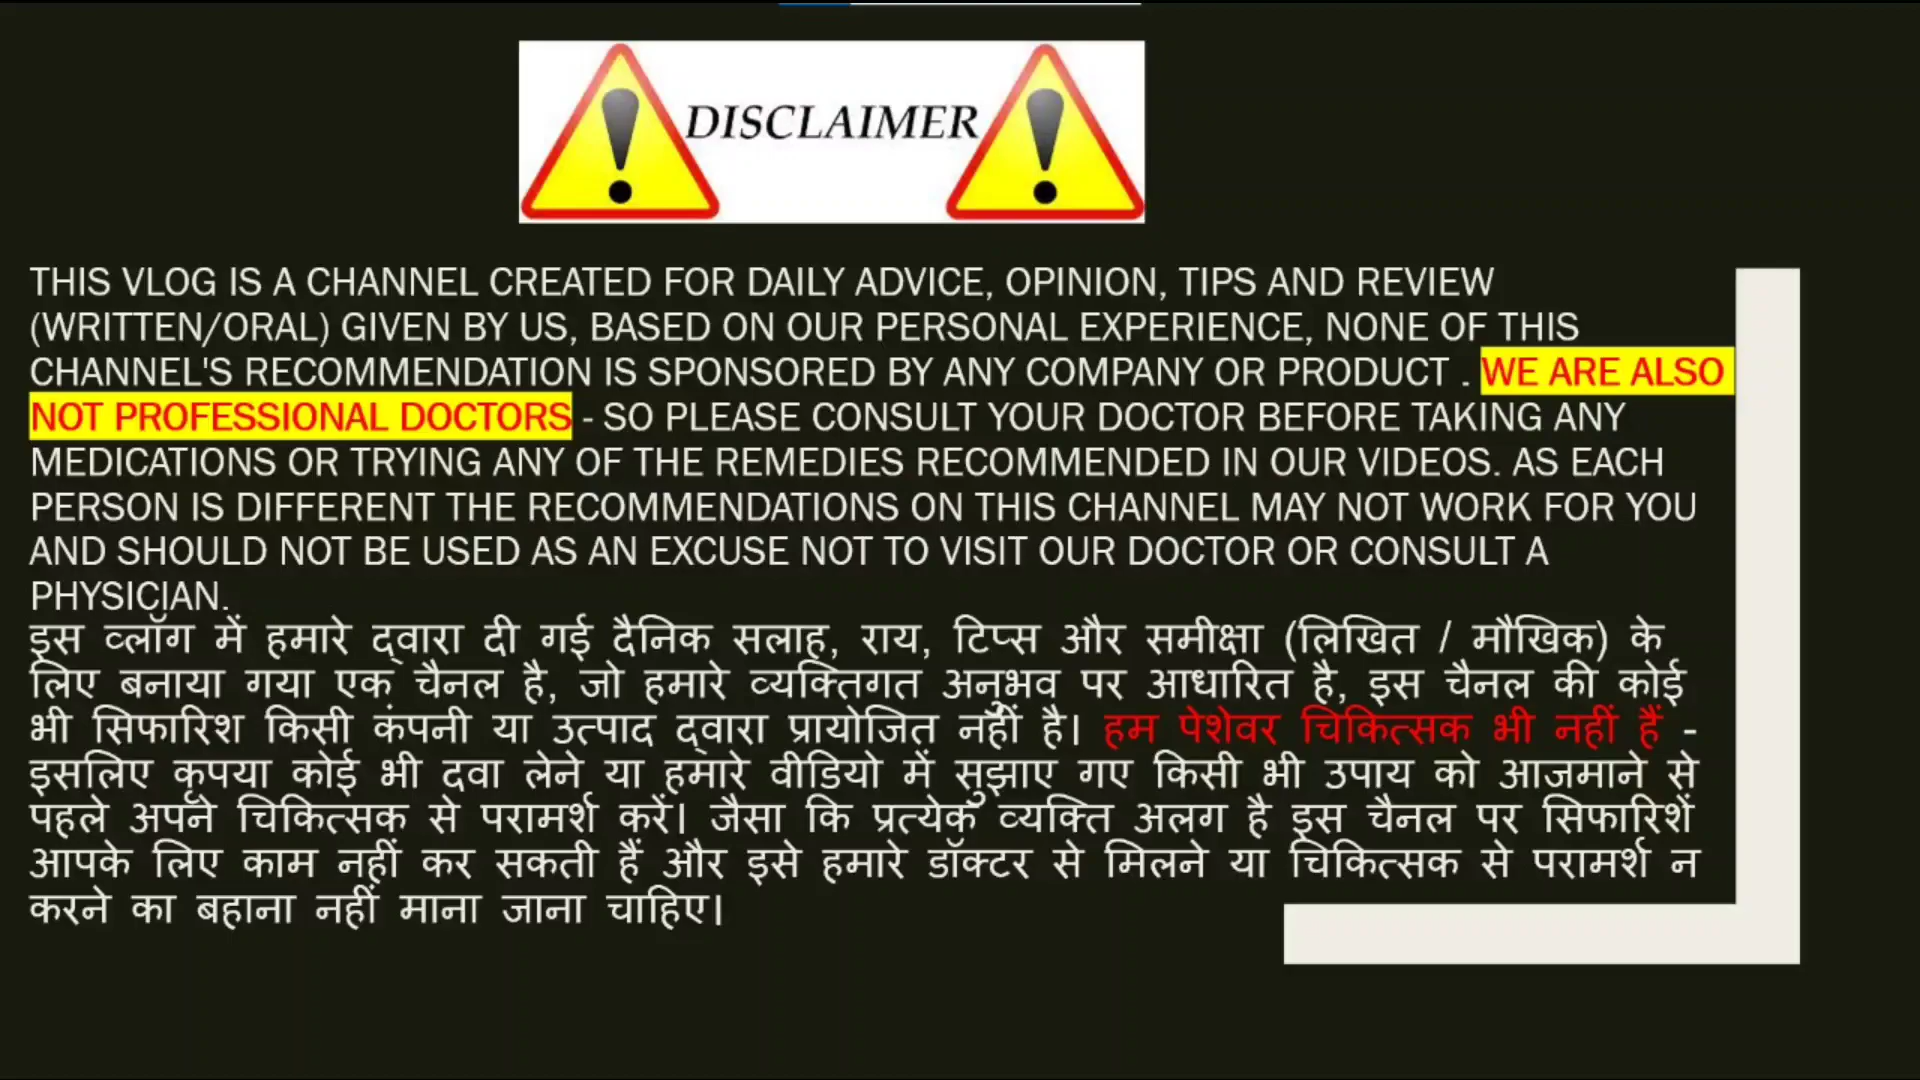 DISCLAIMER
THIS VLOG IS A CHANNEL CREATED FOR DAILY ADVICE, OPINION, TIPS AND REVIEW
(WRITTEN/ORAL) GIVEN BY US, BASED ON OUR PERSONAL EXPERIENCE, NONE OF THIS
CHANNEL'S RECOMMENDATION IS SPONSORED BY ANY COMPANY OR PRODUCT . WE ARE ALSO
NOT PROFESSIONAL DOCTORS - SO PLEASE CONSULT YOUR DOCTOR BEFORE TAKING ANY
MEDICATIONS OR TRYING ANY OF THE REMEDIES RECOMMENDED IN OUR VIDEOS. AS EACH
PERSON IS DIFFERENT THE RECOMMENDATIONS ON THIS CHANNEL MAY NOT WORK FOR YOU
AND SHOULD NOT BE USED AS AN EXCUSE NOT TO VISIT OUR DOCTOR OR CONSULT A
PHYSICIAN.
इस व्लॉग में हमारे द्वारा दी गई दैनिक सलाह, राय, टिप्स और समीक्षा (लिखित / मौखिक) के
लिए बनाया गया एक चैनल है, जो हमारे व्यक्तिगत अनुभव पर आधारित है, इस चैनल की कोई
भी सिफारिश किसी कंपनी या उत्पाद द्वारा प्रायोजित नहीं है। हम पेशेवर चिकित्सक भी नहीं हैं -
इसलिए कृपया कोई भी दवा लेने या हमारे वीडियो में सुझाए गए किसी भी उपाय को आजमाने से
पहले अपने चिकित्सक से परामर्श करें। जैसा कि प्रत्येक व्यक्ति अलग है इस चैनल पर सिफारिशें
आपके लिए काम नहीं कर सकती हैं और इसे हमारे डॉक्टर से मिलने या चिकित्सक से परामर्श न
करने का बहाना नहीं माना जाना चाहिए।